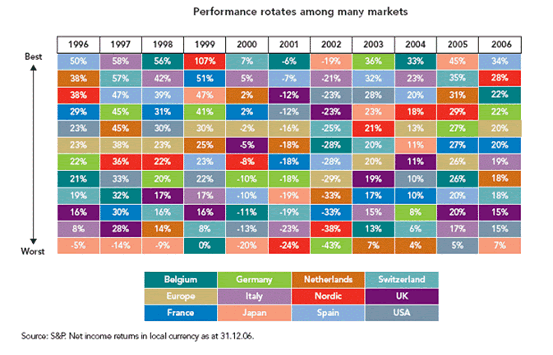 Performance rotates among many markets
1996 1997 1998 1999 2000 2001 2002 2003 2004 2005 2006
Best 50% 58% 56% 107% 7% -6% -19% 36% 33% 45% 34%
38% 57% 42% 51% 5% -7% -21% 32% 23% 35% 28%
38% 47% 39% 47% 2% -12% -23% 28% 20% 31% 22%
29% 45% 31% 41% 2% -12% -23% 23% 18% 29% 22%
23% 45% 30% 30% -2% -16% -25% 21% 13% 27% 20%
23% 38% 23% 25% -5% -18% -28% 20% 11% 27% 20%
22% 36% 22% 23% -8% -18% -28% 20% 11% 26% 19%
21% 33% 20% 22% -10% -18% -29% 19% 10% 26% 18%
19% 32% 17% 17% -10% -19% -33% 17% 10% 20% 18%
16% 30% 16% 16% -11% -19% -33% 15% 8% 20% 15%
8% 28% 14% 8% -13% -23% -38% 13% 6% 17% 15%
Worst -5% -14% -9% 0% -20% -24% -43% 7% 4% 5% 7%
Belgium Germany Netherlands Switzerland
Europe Italy Nordic UK
France Japan Spain USA
Source: S&P. Net income returns in local currency as at 31.12.06.